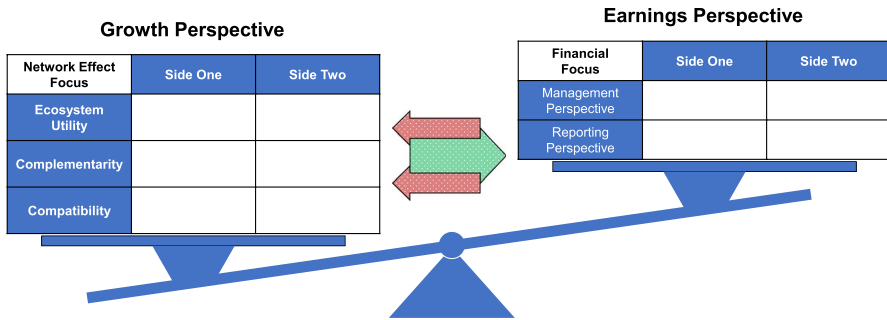 Growth Perspective
Network Effect
Focus
Side One
Side Two
Ecosystem
Utility
Complementarity
Compatibility
Earnings Perspective
Financial
Focus
Side One
Side Two
Management
Perspective
Reporting
Perspective